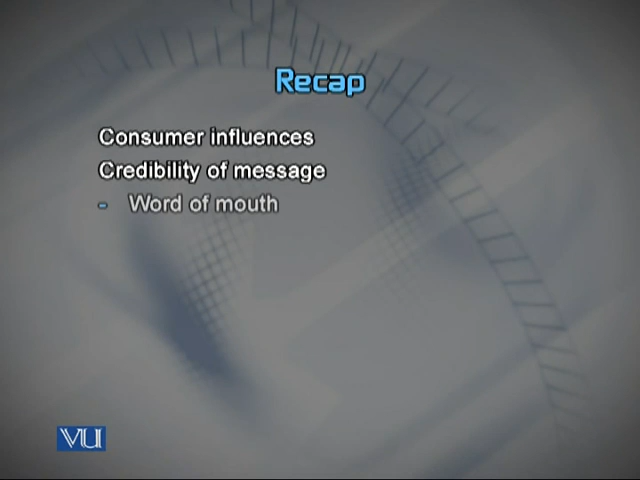 Recap
Consumer influences
Credibility of message
- Word of mouth
VU